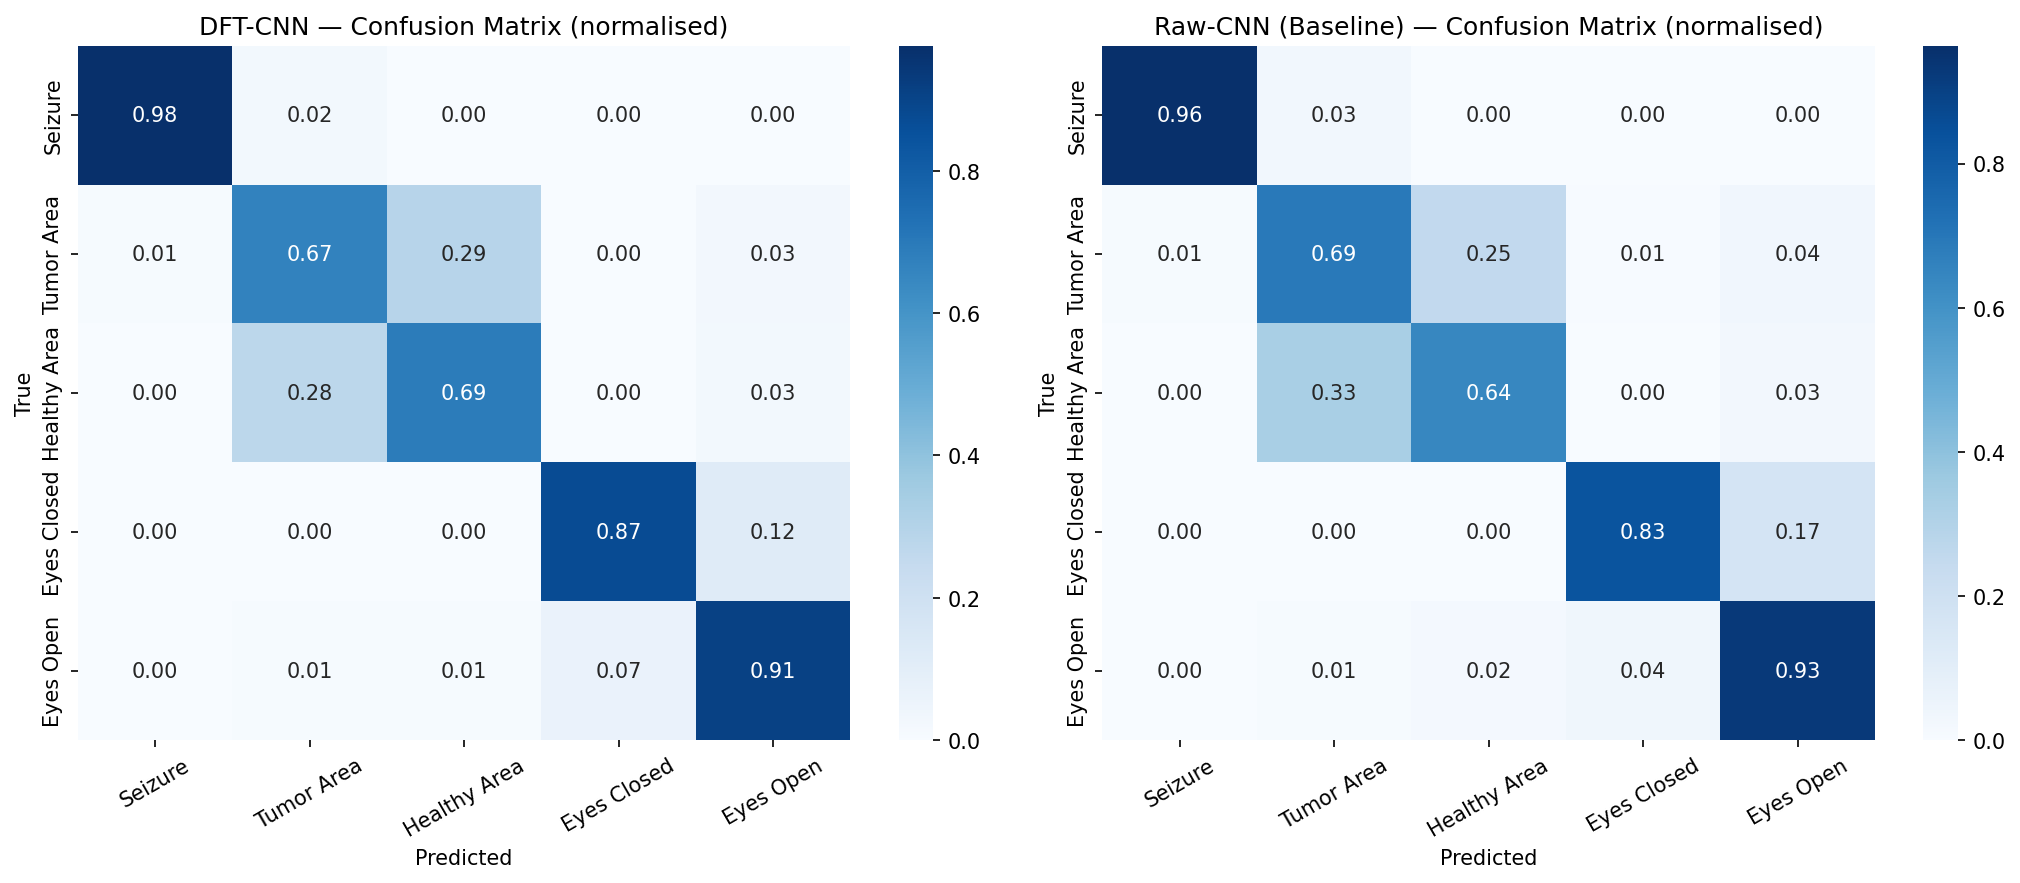 DFT-CNN — Confusion Matrix (normalised)
True
Seizure 0.98 0.02 0.00 0.00 0.00
Tumor Area 0.01 0.67 0.29 0.00 0.03
Healthy Area 0.00 0.28 0.69 0.00 0.03
Eyes Closed 0.00 0.00 0.00 0.87 0.12
Eyes Open 0.00 0.01 0.01 0.07 0.91
Seizure Tumor Area Healthy Area Eyes Closed Eyes Open
Predicted
0.8
0.6
0.4
0.2
0.0
Raw-CNN (Baseline) — Confusion Matrix (normalised)
True
Seizure 0.96 0.03 0.00 0.00 0.00
Tumor Area 0.01 0.69 0.25 0.01 0.04
Healthy Area 0.00 0.33 0.64 0.00 0.03
Eyes Closed 0.00 0.00 0.00 0.83 0.17
Eyes Open 0.00 0.01 0.02 0.04 0.93
Seizure Tumor Area Healthy Area Eyes Closed Eyes Open
Predicted
0.8
0.6
0.4
0.2
0.0